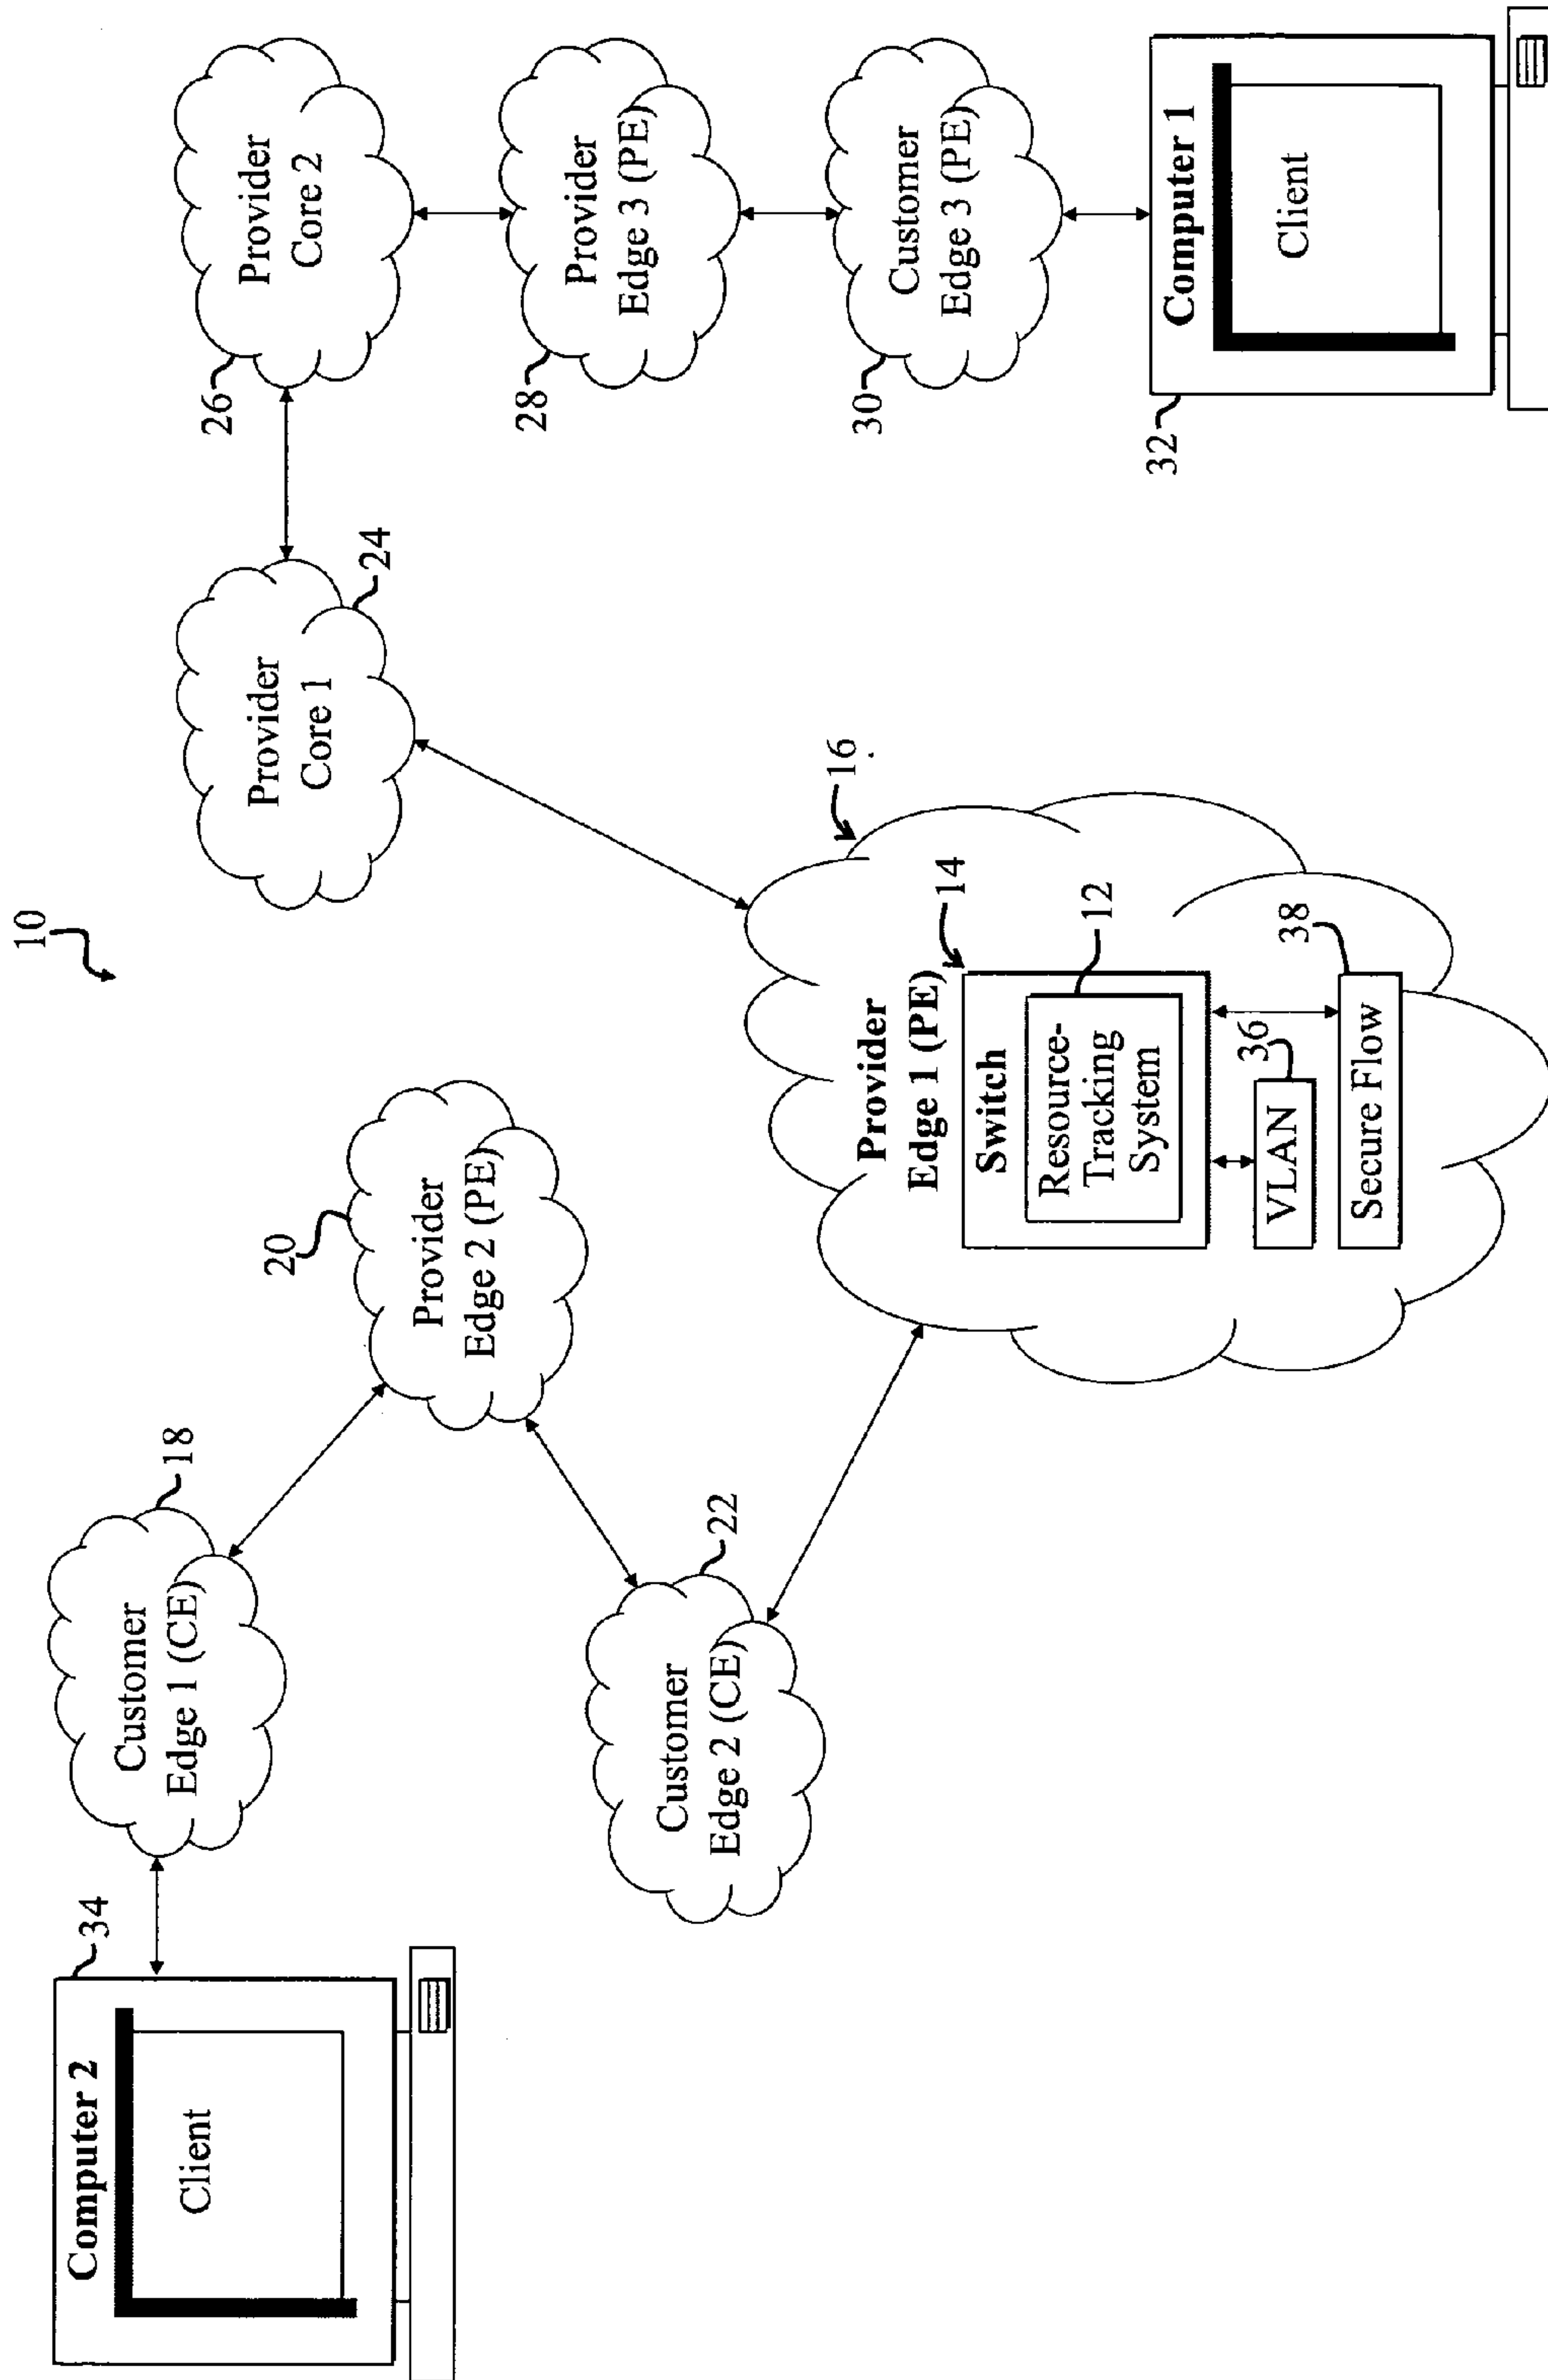 10
Computer 2
Client
34
Customer
Edge 1 (CE)
18
Provider
Edge 2 (PE)
20
Customer
Edge 2 (CE)
22
Provider
Edge 1 (PE)
16
Switch
14
Resource-
Tracking
System
12
VLAN
36
Secure Flow
38
Provider
Core 1
24
Provider
Core 2
26
Provider
Edge 3 (PE)
28
Customer
Edge 3 (PE)
30
Computer 1
Client
32